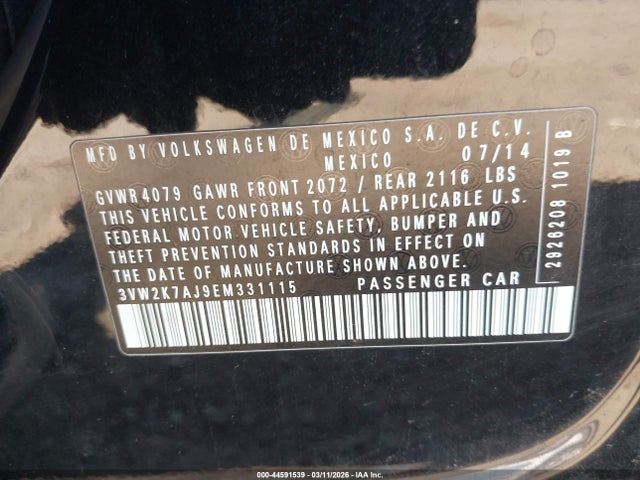 MFD BY VOLKSWAGEN DE MEXICO S.A. DE C.V.
MEXICO 07/14
GVWR 4079 GAWR FRONT 2072 / REAR 2116 LBS
THIS VEHICLE CONFORMS TO ALL APPLICABLE U.S.
FEDERAL MOTOR VEHICLE SAFETY, BUMPER AND
THEFT PREVENTION STANDARDS IN EFFECT ON
THE DATE OF MANUFACTURE SHOWN ABOVE.
3VW2K7AJ9EM331115 PASSENGER CAR
2926208 1019 B
000-44591539 - 03/11/2026 - IAA Inc.